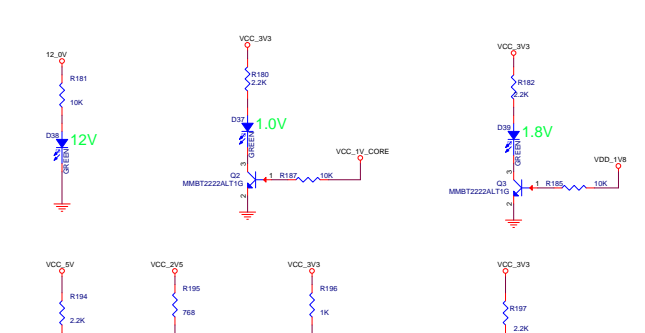 12_0V
R181
10K
D38
12V
GREEN
VCC_3V3
R180
2.2K
D37
1.0V
GREEN
3
Q2
MMBT2222ALT1G
1
2
R187
10K
VCC_1V_CORE
VCC_3V3
R182
2.2K
D39
1.8V
GREEN
3
Q3
MMBT2222ALT1G
1
2
R185
10K
VDD_1V8
VCC_5V
R194
2.2K
VCC_2V5
R195
768
VCC_3V3
R196
1K
VCC_3V3
R197
2.2K